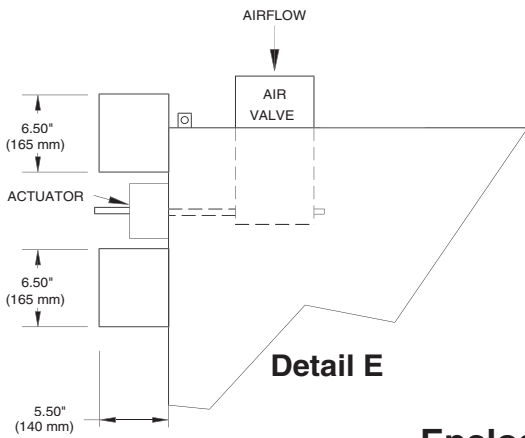 AIRFLOW
AIR
VALVE
6.50"
(165 mm)
ACTUATOR
6.50"
(165 mm)
Detail E
5.50"
(140 mm)